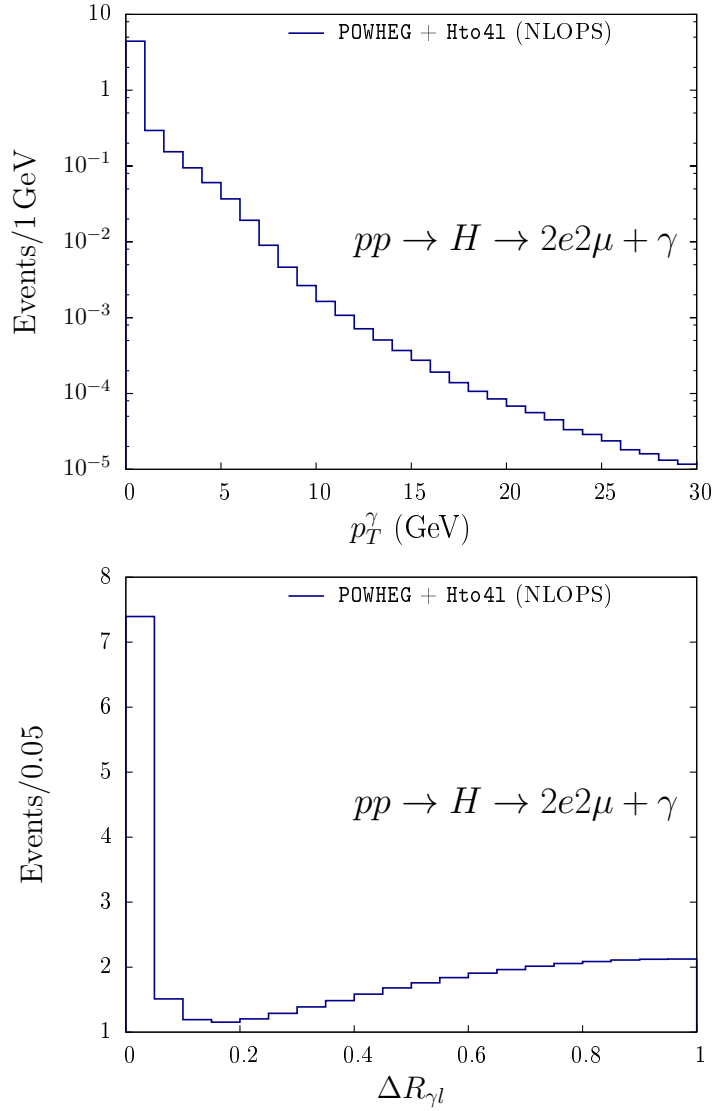 POWHEG + Hto4l (NLOPS)
10
1
10⁻¹
10⁻²
10⁻³
10⁻⁴
10⁻⁵
Events/1 GeV
pp → H → 2e2μ + γ
0 5 10 15 20 25 30
p_T^γ (GeV)
POWHEG + Hto4l (NLOPS)
8
7
6
5
4
3
2
1
Events/0.05
pp → H → 2e2μ + γ
0 0.2 0.4 0.6 0.8 1
ΔR_γl